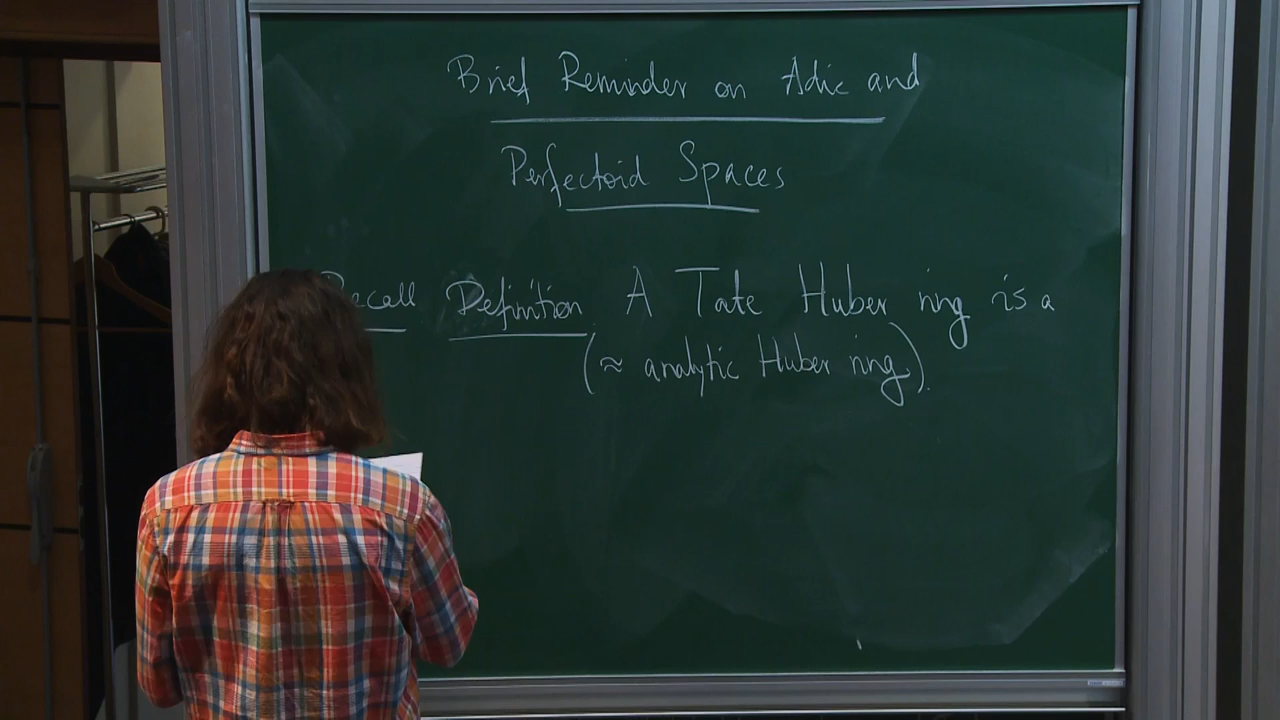 Brief Reminder on Adic and
Perfectoid Spaces
Recall Definition. A Tate Huber ring is a
(≈ analytic Huber ring).